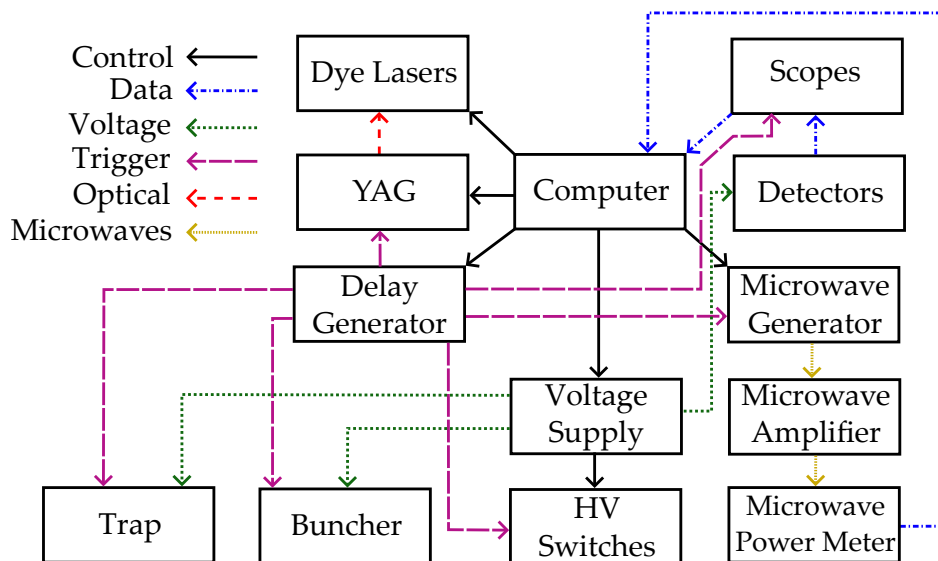 Control
Data
Voltage
Trigger
Optical
Microwaves
Dye Lasers
Scopes
YAG
Computer
Detectors
Delay
Generator
Microwave
Generator
Voltage
Supply
Microwave
Amplifier
Trap
Buncher
HV
Switches
Microwave
Power Meter